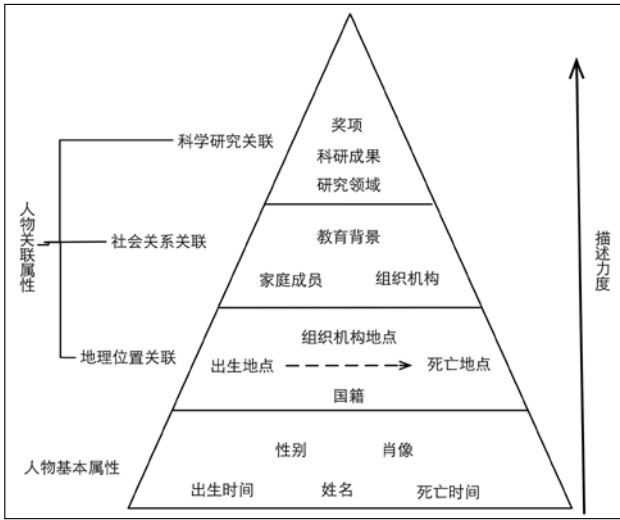 奖项
科学研究关联
科研成果
研究领域
人物关联属性
社会关系关联
教育背景
家庭成员 组织机构
描述力度
地理位置关联
组织机构地点
出生地点 死亡地点
国籍
人物基本属性
性别 肖像
出生时间 姓名 死亡时间